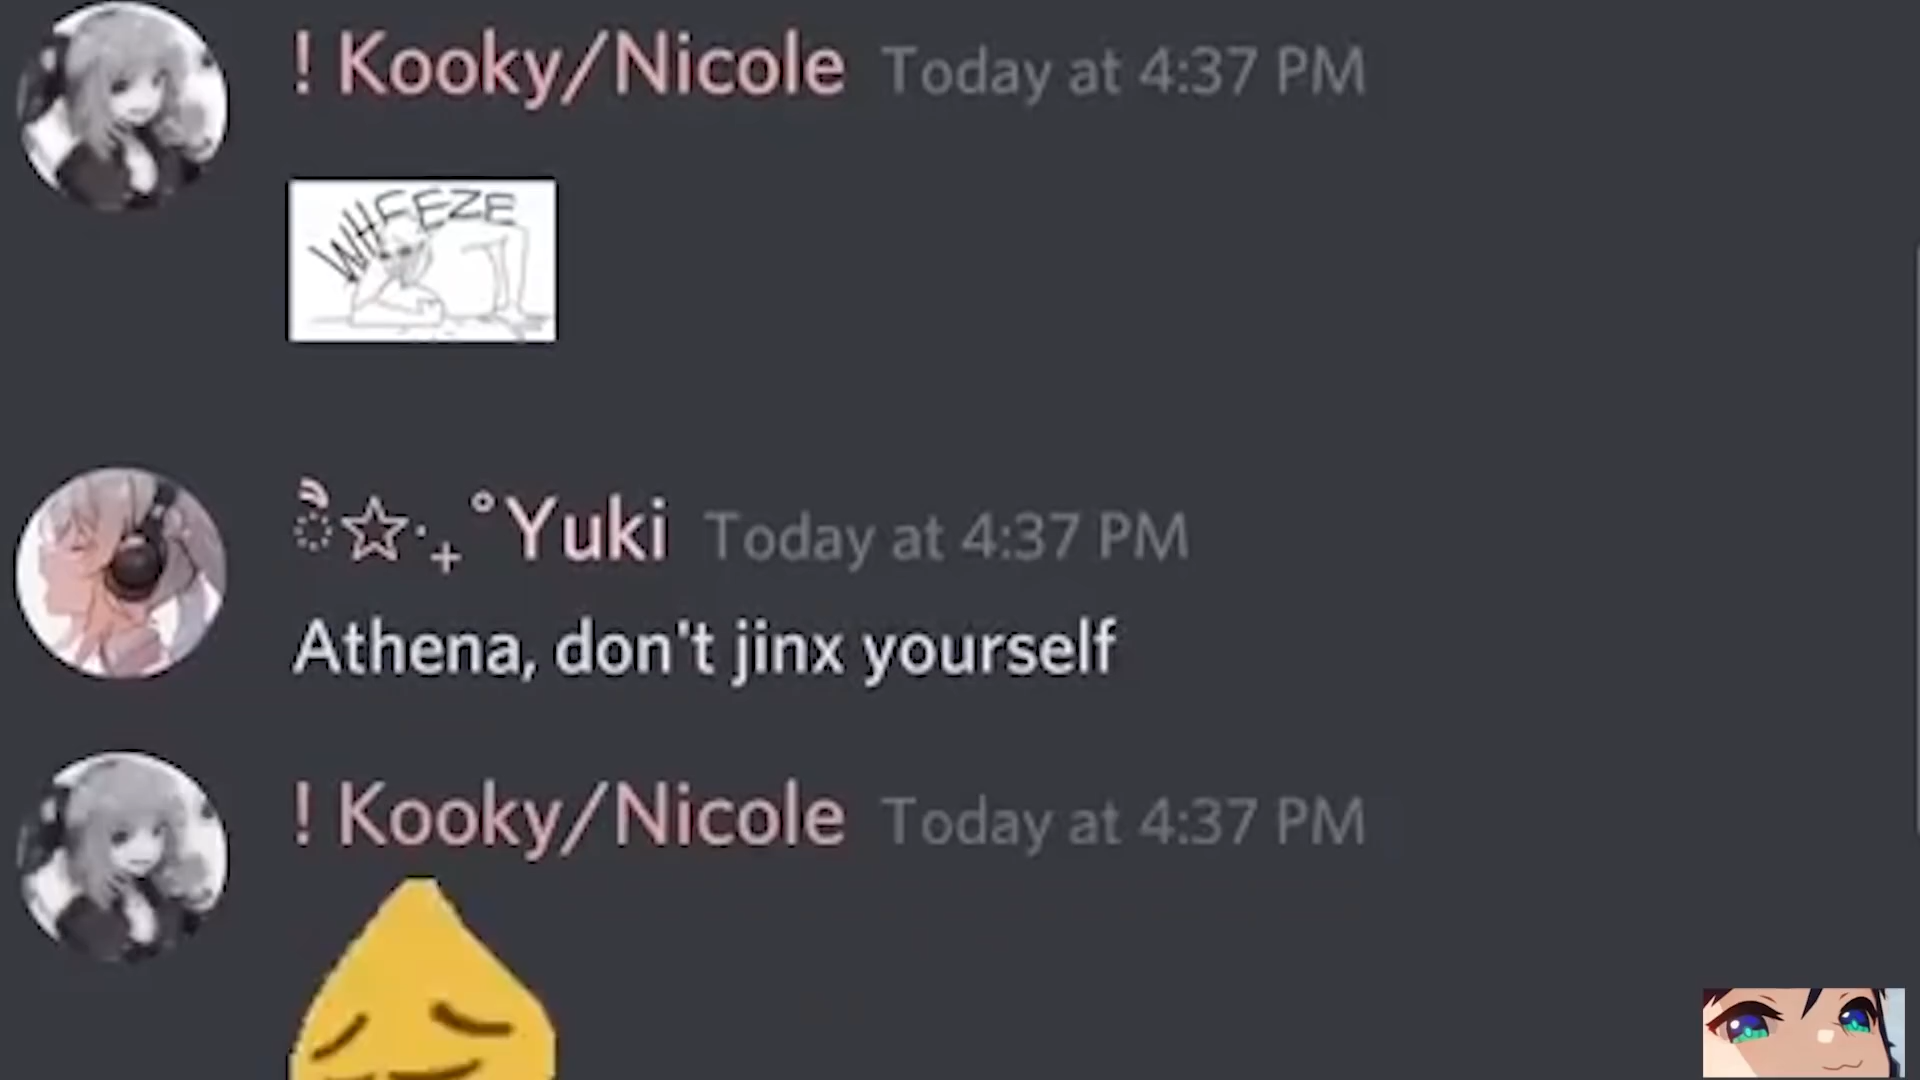 ! Kooky/Nicole Today at 4:37 PM
WHEEZE
ੈ☆‧₊˚Yuki Today at 4:37 PM
Athena, don't jinx yourself
! Kooky/Nicole Today at 4:37 PM